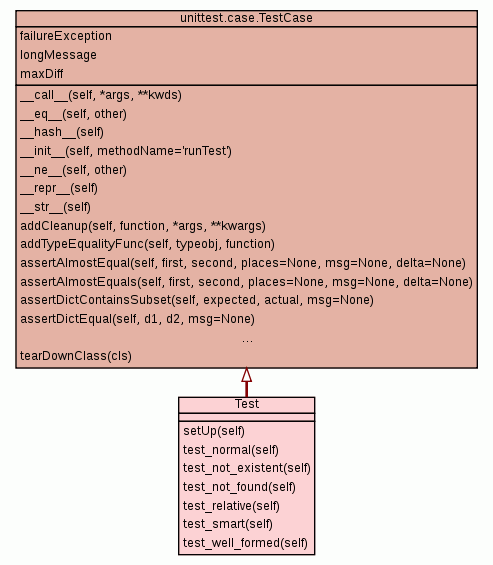 unittest.case.TestCase
failureException
longMessage
maxDiff
__call__(self, *args, **kwds)
__eq__(self, other)
__hash__(self)
__init__(self, methodName='runTest')
__ne__(self, other)
__repr__(self)
__str__(self)
addCleanup(self, function, *args, **kwargs)
addTypeEqualityFunc(self, typeobj, function)
assertAlmostEqual(self, first, second, places=None, msg=None, delta=None)
assertAlmostEquals(self, first, second, places=None, msg=None, delta=None)
assertDictContainsSubset(self, expected, actual, msg=None)
assertDictEqual(self, d1, d2, msg=None)
...
tearDownClass(cls)
Test
setUp(self)
test_normal(self)
test_not_existent(self)
test_not_found(self)
test_relative(self)
test_smart(self)
test_well_formed(self)